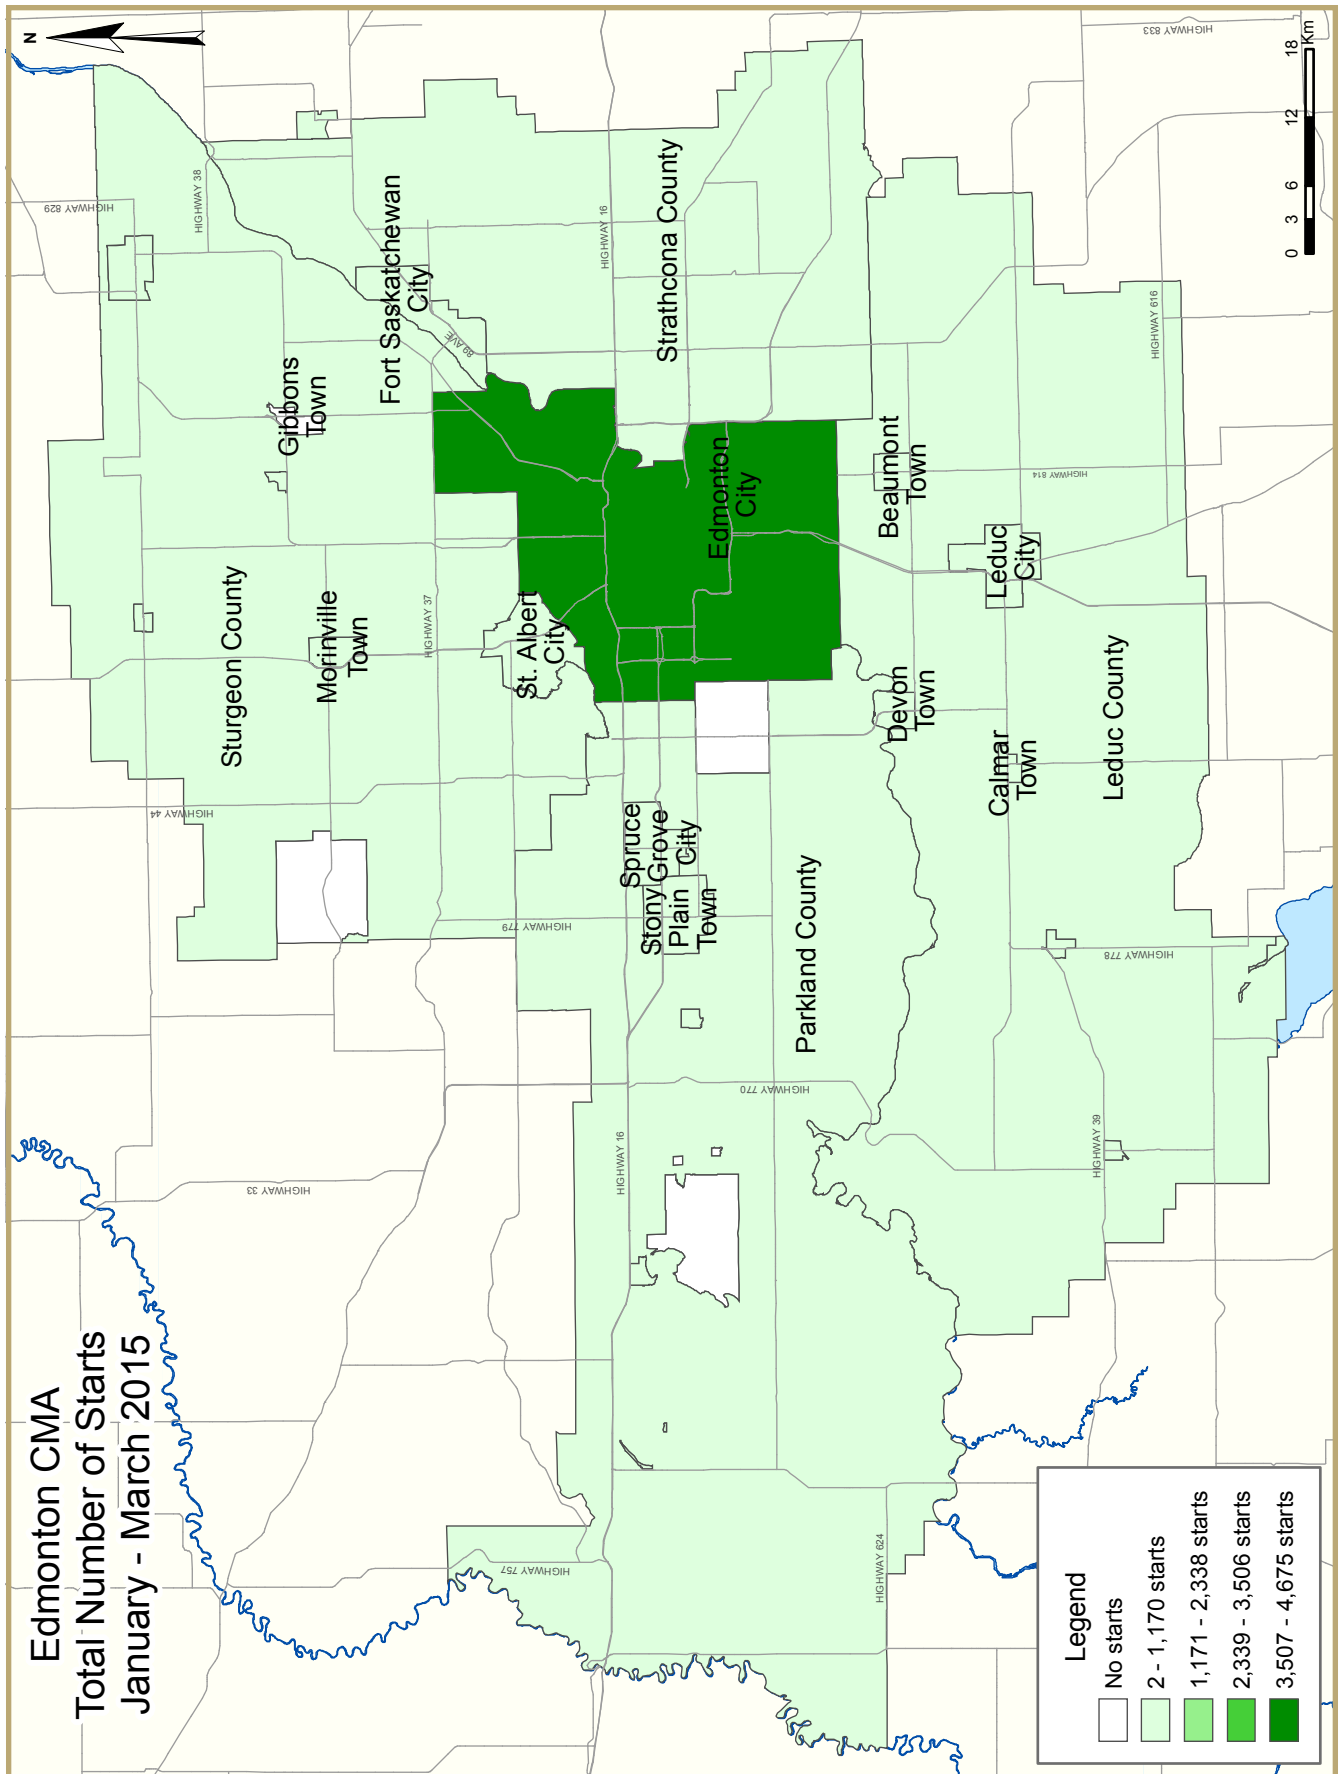 Edmonton CMA
Total Number of Starts
January - March 2015
N
HIGHWAY 829
HIGHWAY 38
HIGHWAY 833
HIGHWAY 44
Sturgeon County
Gibbons
Town
Morinville
Town
Fort Saskatchewan
City
89 AVE
HIGHWAY 37
HIGHWAY 33
HIGHWAY 779
St. Albert
City
HIGHWAY 16
Strathcona County
Edmonton
City
Spruce
Grove
City
Stony
Plain
Town
HIGHWAY 16
HIGHWAY 757
HIGHWAY 770
Parkland County
HIGHWAY 624
Devon
Town
Beaumont
Town
Leduc
City
Calmar
Town
HIGHWAY 814
Leduc County
HIGHWAY 616
HIGHWAY 778
HIGHWAY 39
Legend
No starts
2 - 1,170 starts
1,171 - 2,338 starts
2,339 - 3,506 starts
3,507 - 4,675 starts
0 3 6 12 18
Km